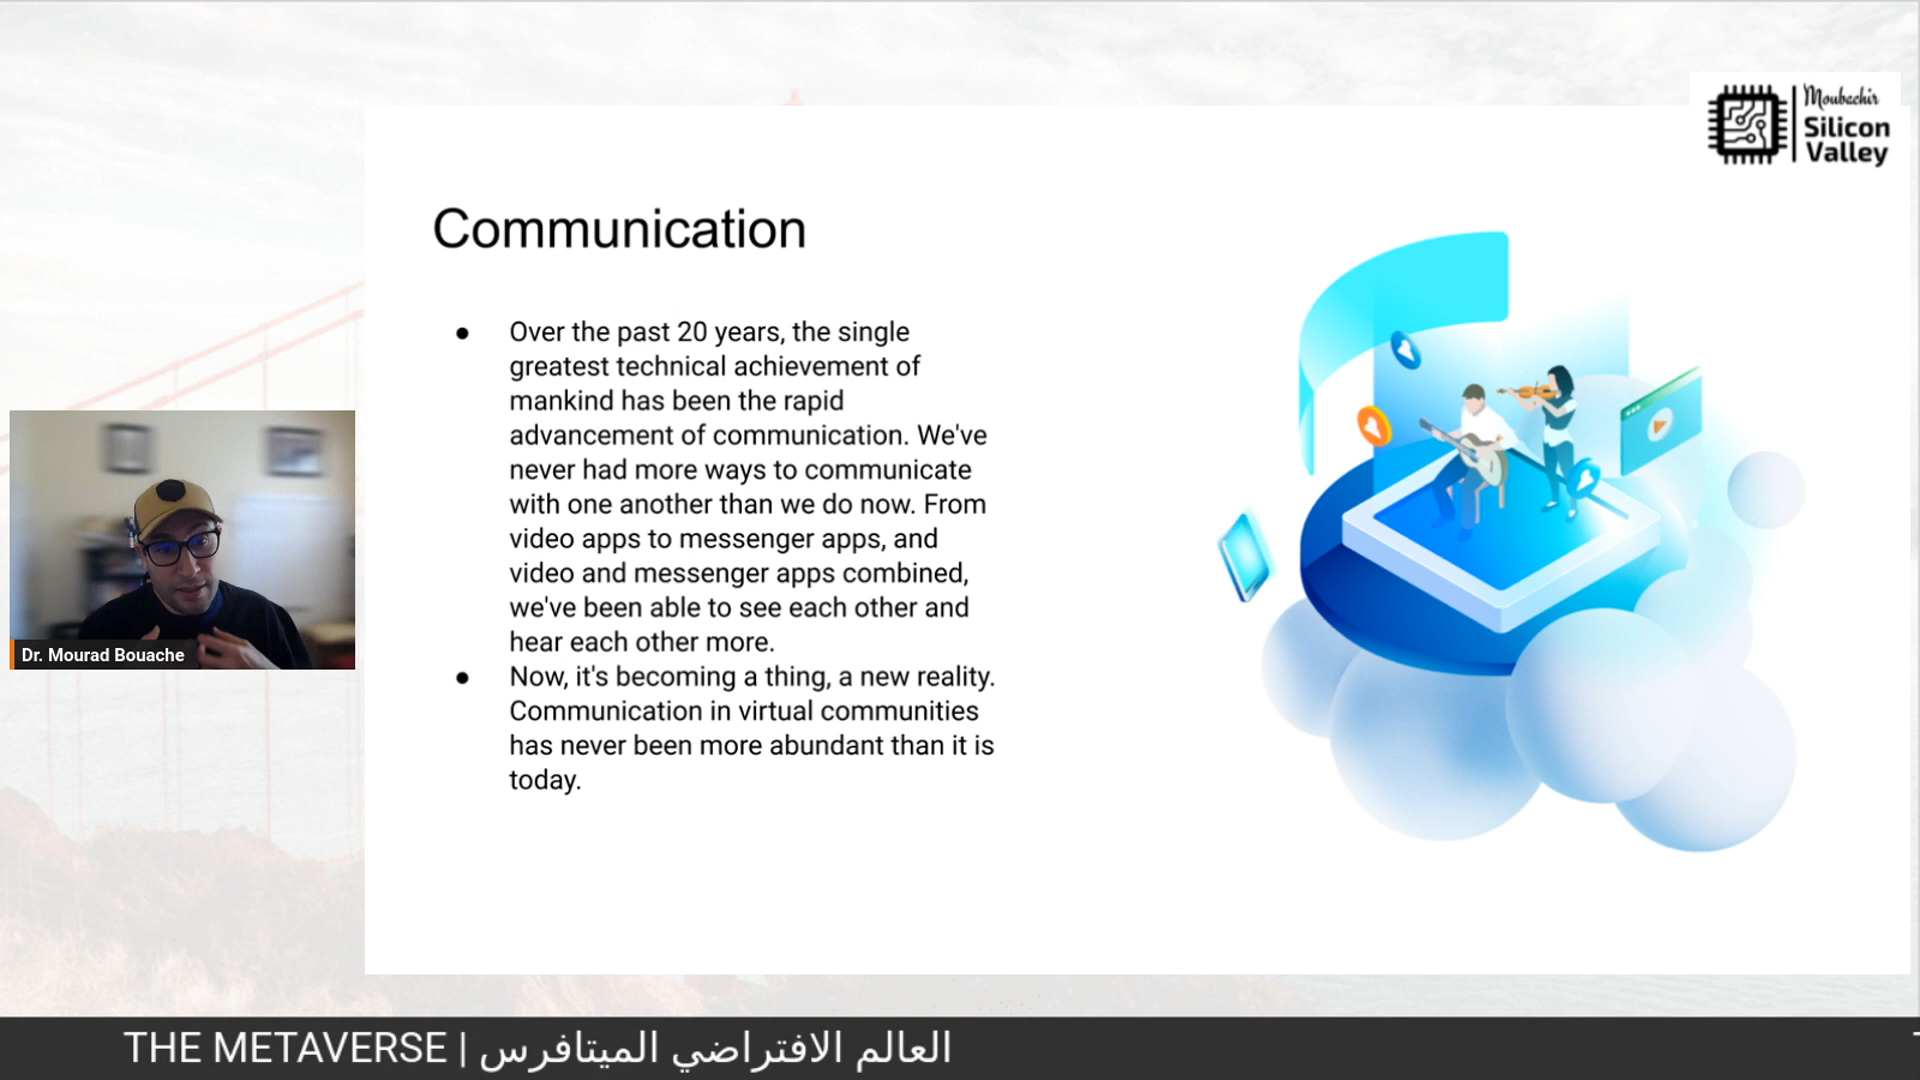 Moubachir
Silicon
Valley
Communication
● Over the past 20 years, the single
greatest technical achievement of
mankind has been the rapid
advancement of communication. We've
never had more ways to communicate
with one another than we do now. From
video apps to messenger apps, and
video and messenger apps combined,
we've been able to see each other and
hear each other more.
● Now, it's becoming a thing, a new reality.
Communication in virtual communities
has never been more abundant than it is
today.
Dr. Mourad Bouache
THE METAVERSE | العالم الافتراضي الميتافرس